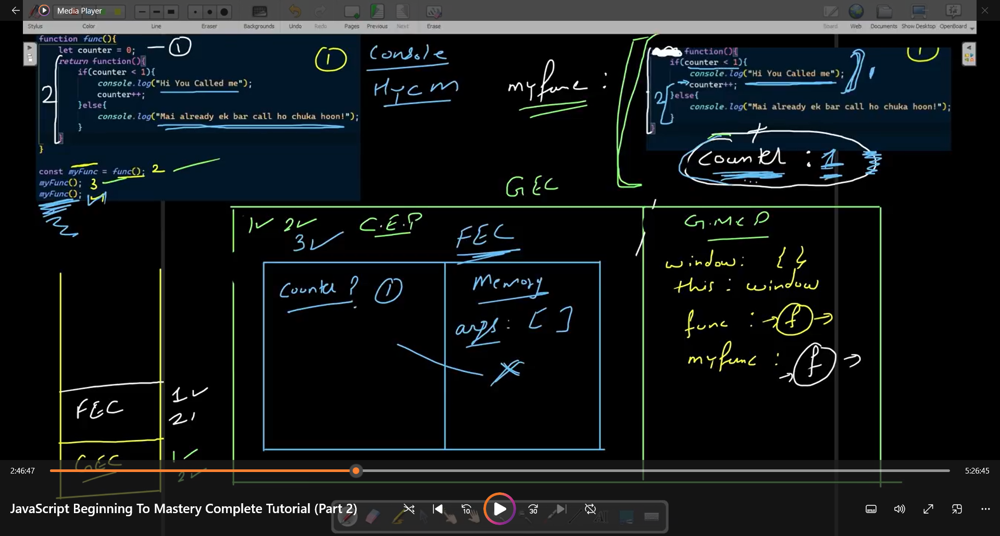 Media Player
Stylus Color Line Eraser Backgrounds Undo Redo Pages Previous Next Erase Board Web Documents Show Desktop OpenBoard
function func(){
let counter = 0; — 1
return function(){
if(counter < 1){
console.log("Hi You Called me");
counter++;
}else{
console.log("Mai already ek bar call ho chuka hoon!");
}
}
}
2
1
const myFunc = func(); 2
myFunc(); 3
myFunc();
2
Console
HYCM
myfunc :
function(){
if(counter < 1){
console.log("Hi You Called me");
counter++;
}else{
console.log("Mai already ek bar call ho chuka hoon!");
}
}
2
counter : 1
GEC
1 2 C.E.P
3
FEC
Counter ? 1
Memory
args : [ ]
G.M.C P
window: { }
this : window
func : f
myfunc : f
FEC 1
2
GEC 1
2
2:46:47
5:26:45
JavaScript Beginning To Mastery Complete Tutorial (Part 2)
10
30